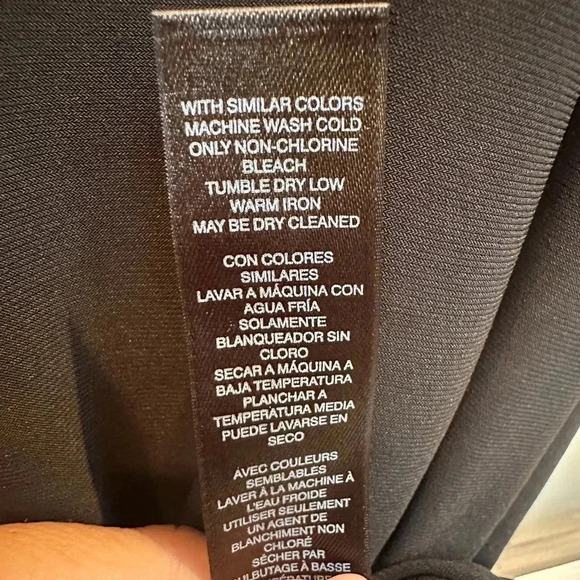 WITH SIMILAR COLORS
MACHINE WASH COLD
ONLY NON-CHLORINE
BLEACH
TUMBLE DRY LOW
WARM IRON
MAY BE DRY CLEANED
CON COLORES
SIMILARES
LAVAR A MÁQUINA CON
AGUA FRÍA
SOLAMENTE
BLANQUEADOR SIN
CLORO
SECAR A MÁQUINA A
BAJA TEMPERATURA
PLANCHAR A
TEMPERATURA MEDIA
PUEDE LAVARSE EN
SECO
AVEC COULEURS
SEMBLABLES
LAVER À LA MACHINE À
L'EAU FROIDE
UTILISER SEULEMENT
UN AGENT DE
BLANCHIMENT NON
CHLORÉ
SÉCHER PAR
À BASSE